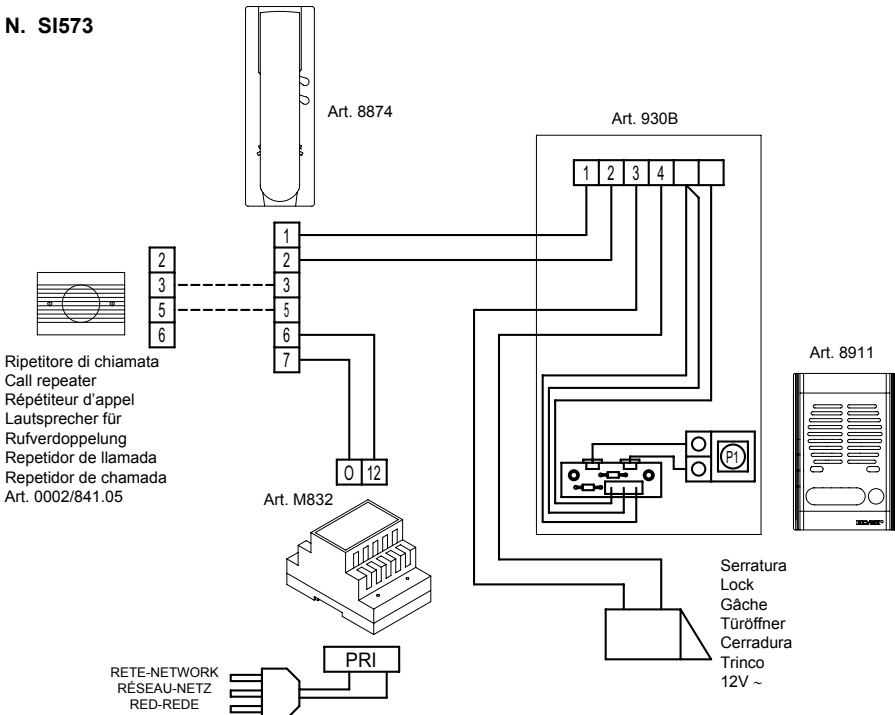 N. SI573
Art. 8874
Art. 930B
1 2 3 4
1
2
3
5
6
7
2
3
5
6
Ripetitore di chiamata
Call repeater
Répétiteur d'appel
Lautsprecher für
Rufverdoppelung
Repetidor de llamada
Repetidor de chamada
Art. 0002/841.05
0 12
Art. M832
P1
Art. 8911
Serratura
Lock
Gâche
Türöffner
Cerradura
Trinco
12V ~
PRI
RETE-NETWORK
RÉSEAU-NETZ
RED-REDE